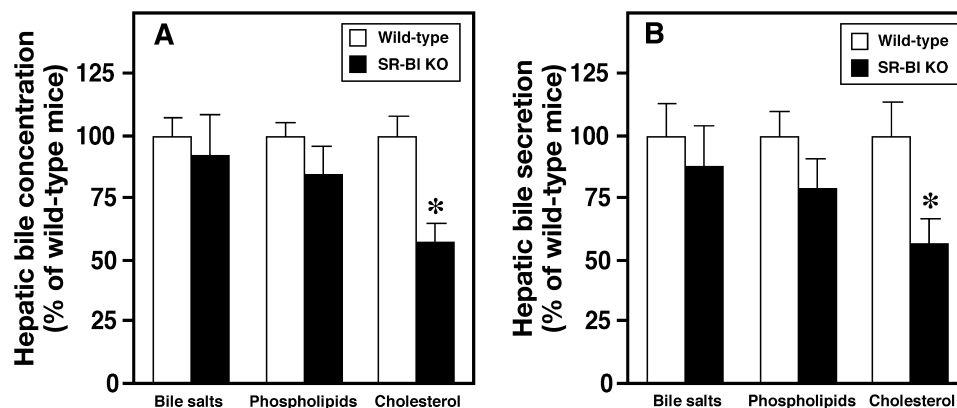 A
Wild-type
SR-BI KO
Hepatic bile concentration
(% of wild-type mice)
125
100
75
50
25
0
*
Bile salts
Phospholipids
Cholesterol
B
Wild-type
SR-BI KO
Hepatic bile secretion
(% of wild-type mice)
125
100
75
50
25
0
*
Bile salts
Phospholipids
Cholesterol